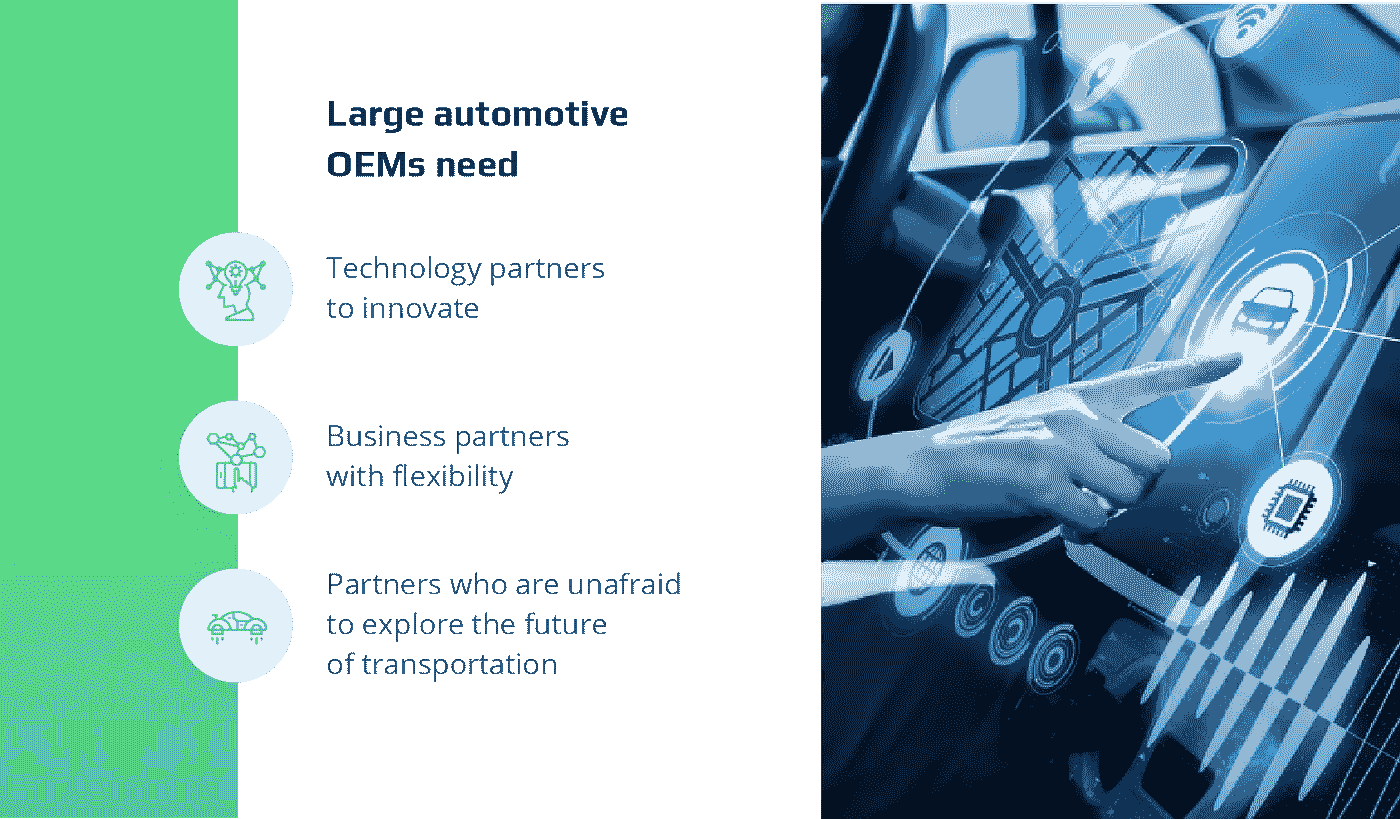 Large automotive
OEMs need
Technology partners
to innovate
Business partners
with flexibility
Partners who are unafraid
to explore the future
of transportation